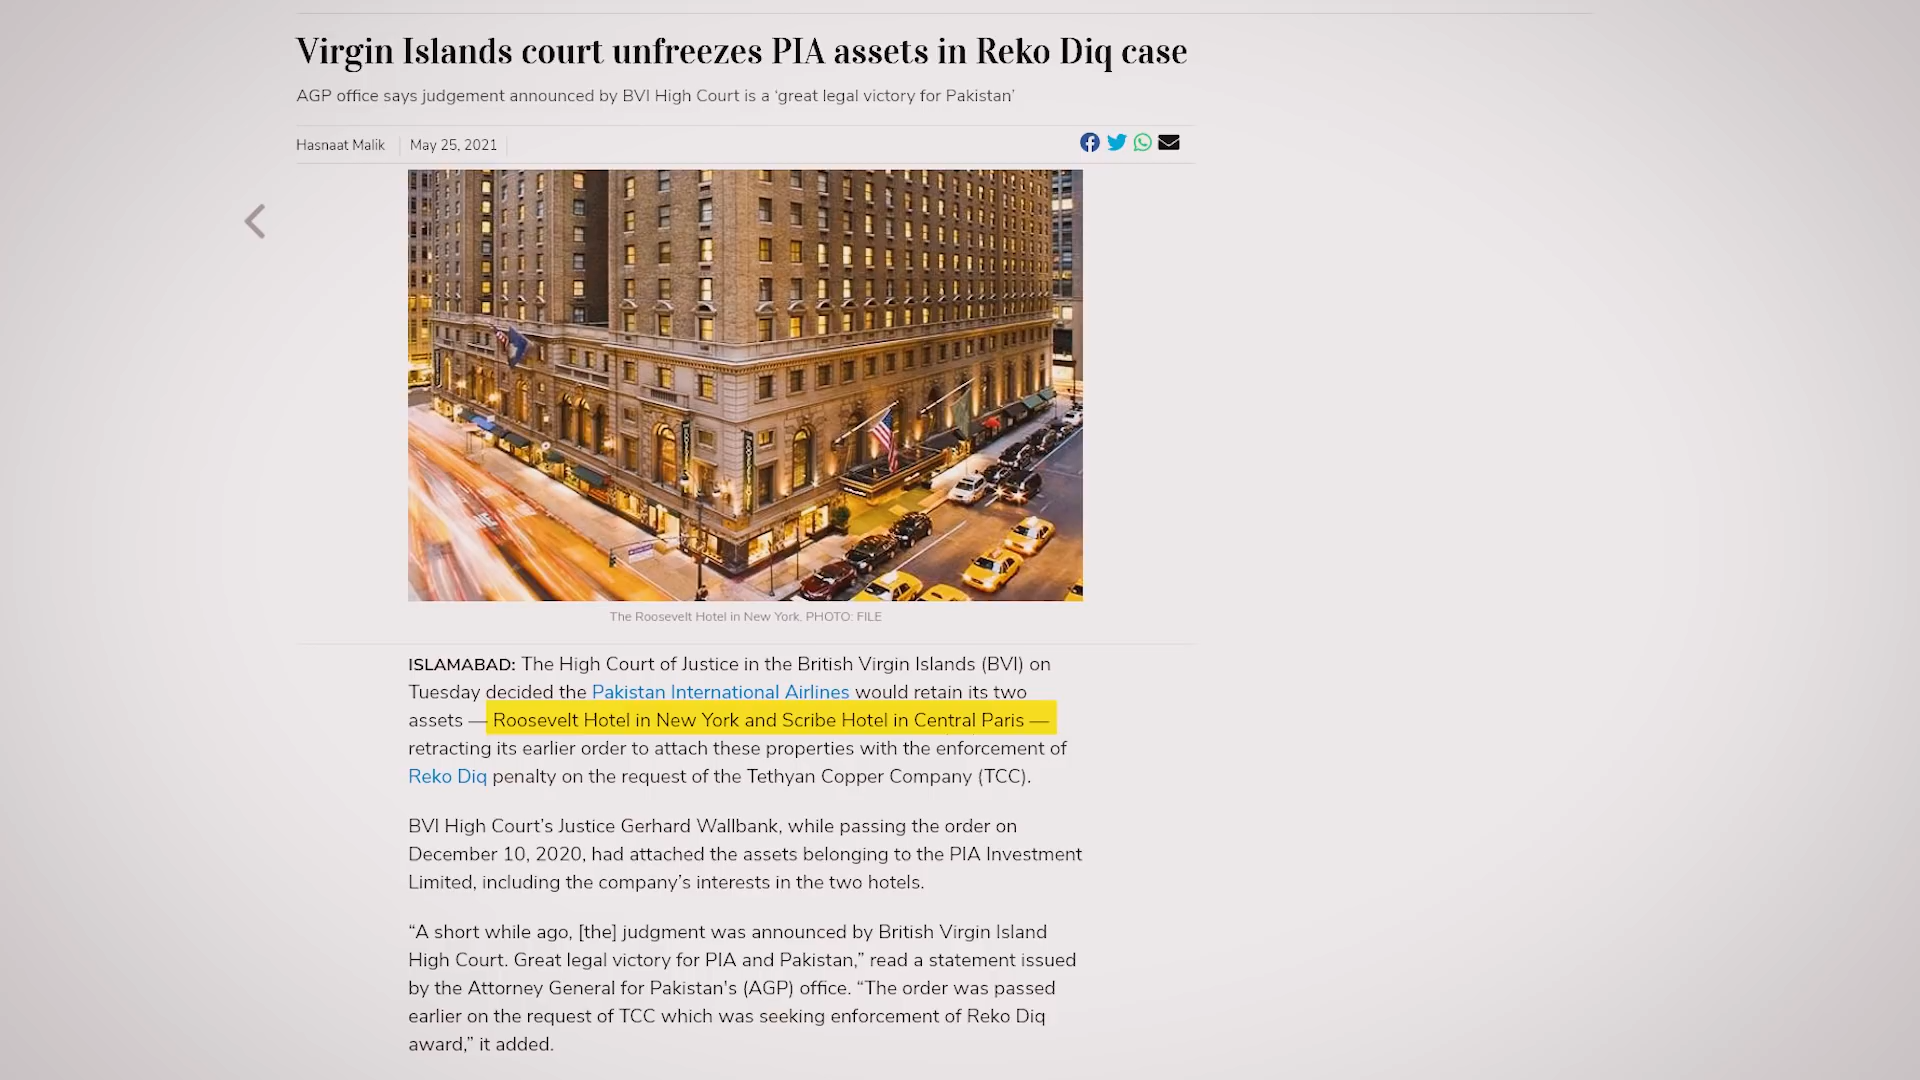 Virgin Islands court unfreezes PIA assets in Reko Diq case
AGP office says judgement announced by BVI High Court is a ‘great legal victory for Pakistan’
Hasnaat Malik
May 25, 2021
The Roosevelt Hotel in New York. PHOTO: FILE
ISLAMABAD: The High Court of Justice in the British Virgin Islands (BVI) on
Tuesday decided the Pakistan International Airlines would retain its two
assets — Roosevelt Hotel in New York and Scribe Hotel in Central Paris —
retracting its earlier order to attach these properties with the enforcement of
Reko Diq penalty on the request of the Tethyan Copper Company (TCC).
BVI High Court’s Justice Gerhard Wallbank, while passing the order on
December 10, 2020, had attached the assets belonging to the PIA Investment
Limited, including the company’s interests in the two hotels.
“A short while ago, [the] judgment was announced by British Virgin Island
High Court. Great legal victory for PIA and Pakistan,” read a statement issued
by the Attorney General for Pakistan's (AGP) office. “The order was passed
earlier on the request of TCC which was seeking enforcement of Reko Diq
award,” it added.